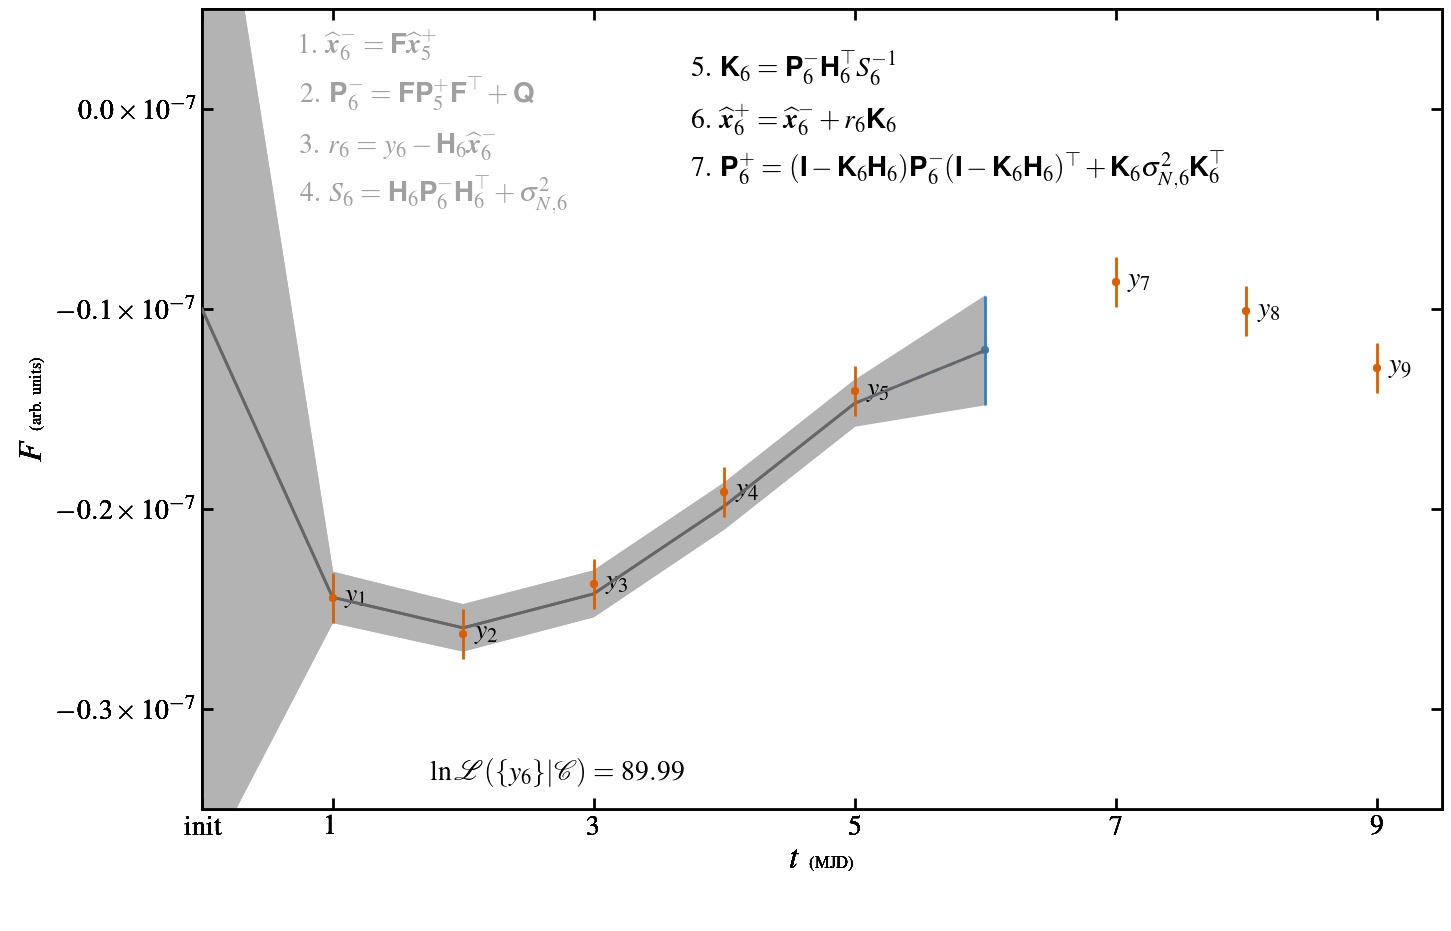 1. x̂₆⁻ = Fx̂₅⁺
2. P₆⁻ = FP₅⁺F⊤ + Q
3. r₆ = y₆ − H₆x̂₆⁻
4. S₆ = H₆P₆⁻H₆⊤ + σ²_{N,6}
5. K₆ = P₆⁻H₆⊤S₆⁻¹
6. x̂₆⁺ = x̂₆⁻ + r₆K₆
7. P₆⁺ = (I − K₆H₆)P₆⁻(I − K₆H₆)⊤ + K₆σ²_{N,6}K₆⊤
0.0 × 10⁻⁷
−0.1 × 10⁻⁷
−0.2 × 10⁻⁷
−0.3 × 10⁻⁷
F (arb. units)
y₁
y₂
y₃
y₄
y₅
y₇
y₈
y₉
ln ℒ({y₆}|𝒞) = 89.99
init 1 3 5 7 9
t (MJD)